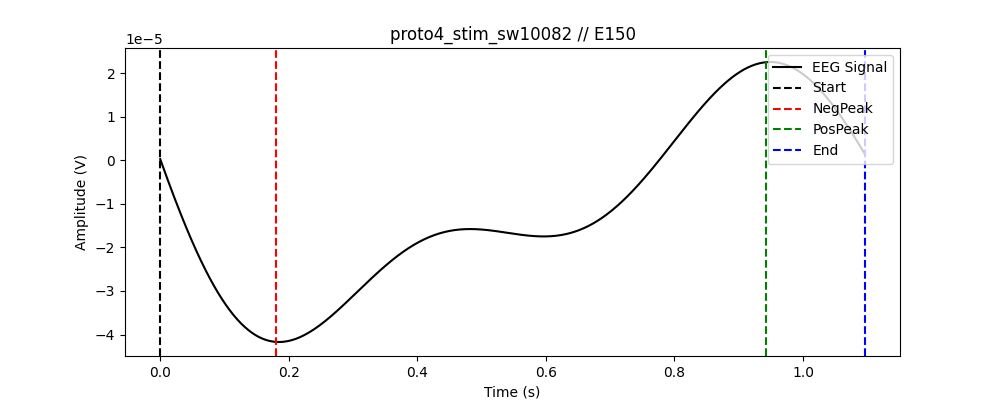 proto4_stim_sw10082 // E150
1e−5
2
1
0
−1
−2
−3
−4
Amplitude (V)
0.0 0.2 0.4 0.6 0.8 1.0
Time (s)
EEG Signal
Start
NegPeak
PosPeak
End